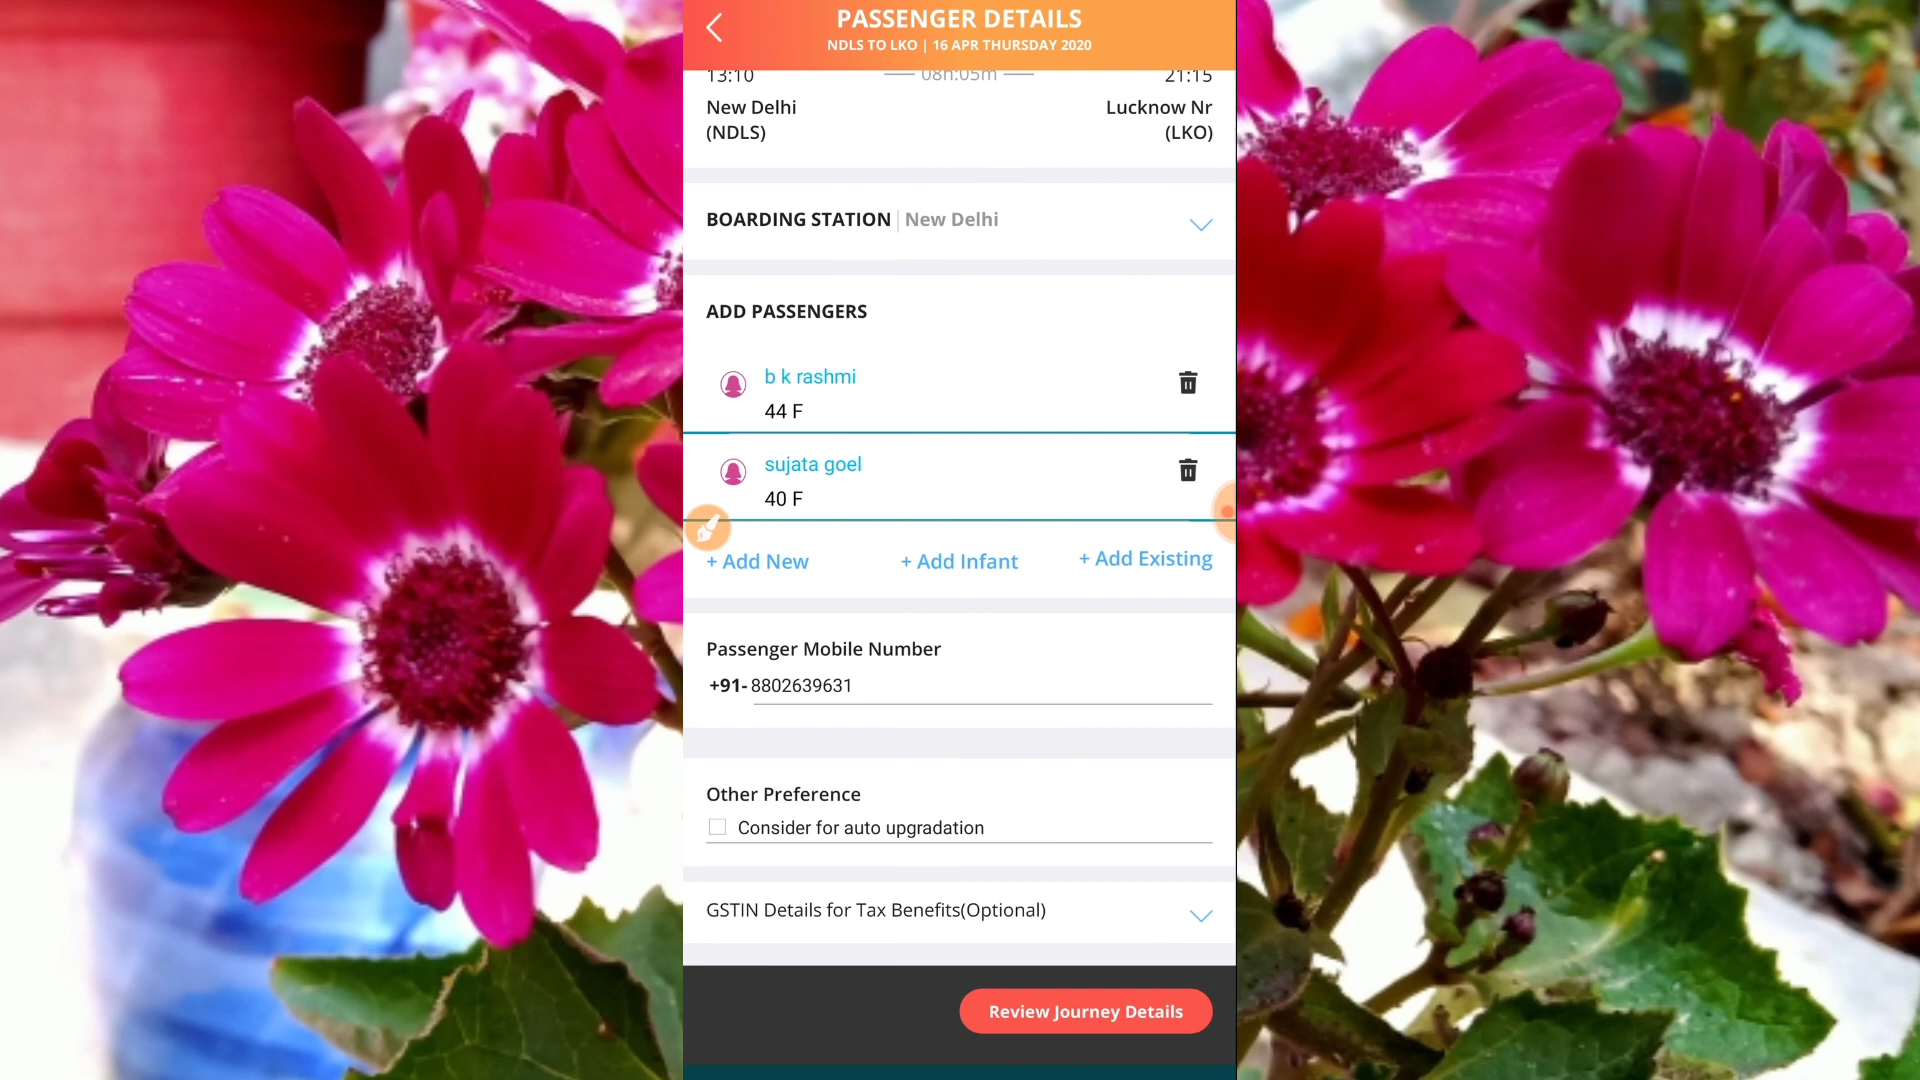 PASSENGER DETAILS
NDLS TO LKO | 16 APR THURSDAY 2020
13:10 08h:05m 21:15
New Delhi Lucknow Nr
(NDLS) (LKO)
BOARDING STATION | New Delhi
ADD PASSENGERS
b k rashmi
44 F
sujata goel
40 F
+ Add New + Add Infant + Add Existing
Passenger Mobile Number
+91- 8802639631
Other Preference
Consider for auto upgradation
GSTIN Details for Tax Benefits(Optional)
Review Journey Details